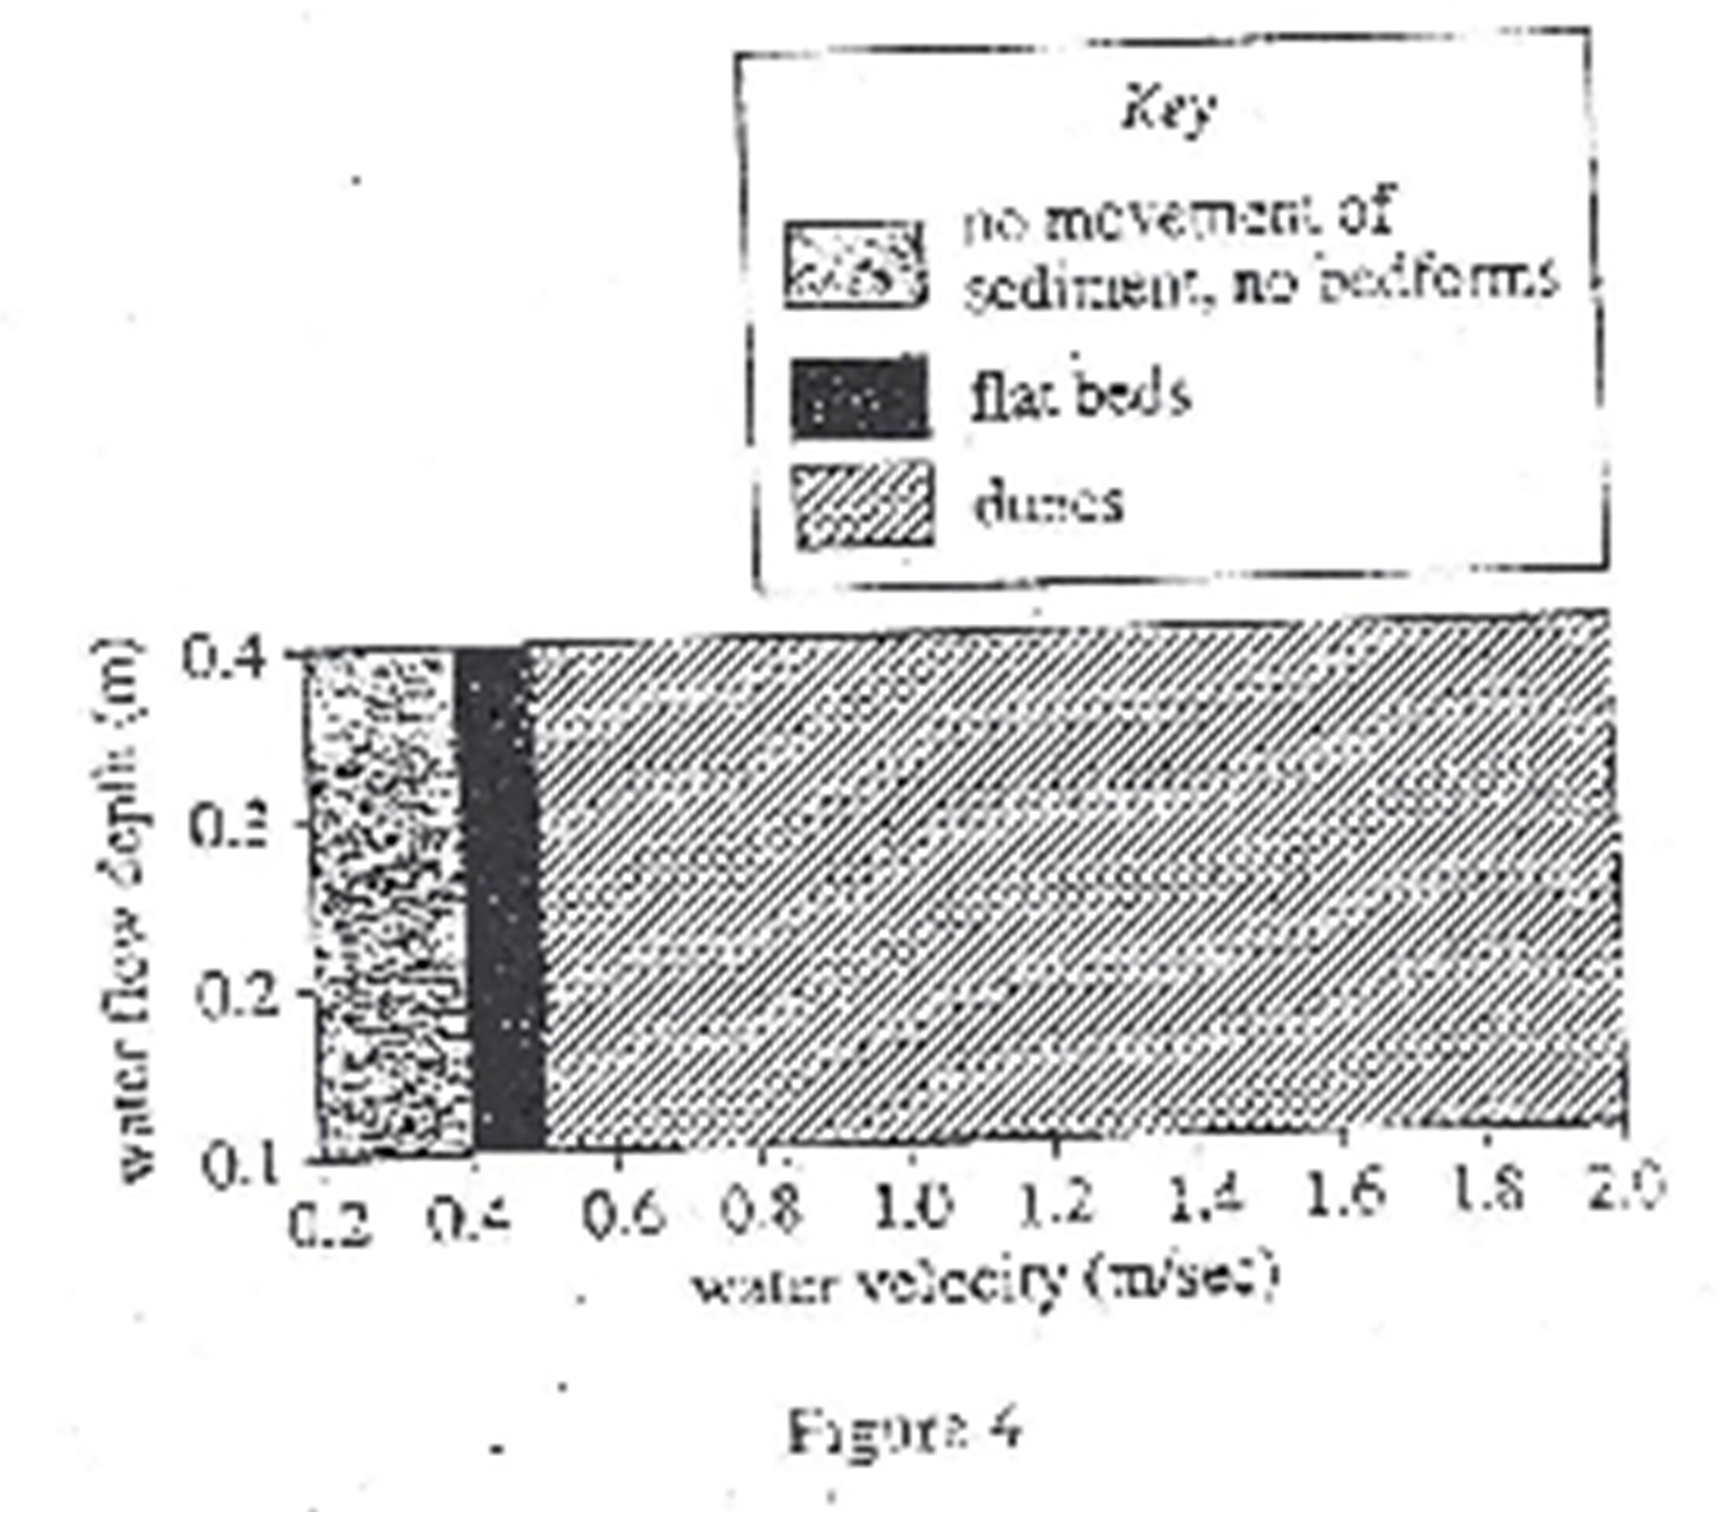 Key
no movement of
sediment, no bedforms
flat beds
dunes
water flow depth (m)
0.4
0.3
0.2
0.1
0.2 0.4 0.6 0.8 1.0 1.2 1.4 1.6 1.8 2.0
water velocity (m/sec)
Figure 4